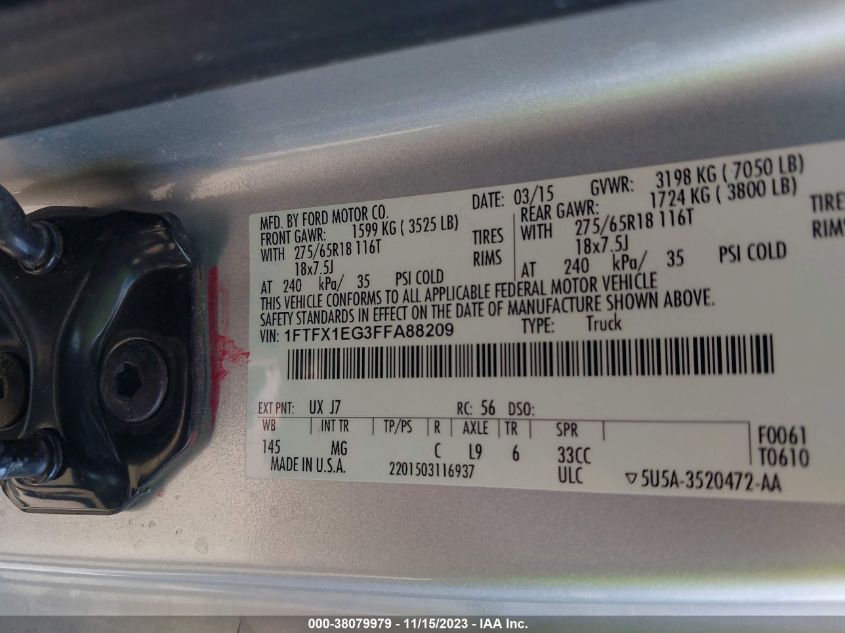 MFD. BY FORD MOTOR CO. DATE: 03/15 GVWR: 3198 KG ( 7050 LB)
FRONT GAWR: 1599 KG ( 3525 LB) REAR GAWR: 1724 KG ( 3800 LB)
WITH 275/65R18 116T TIRES WITH 275/65R18 116T TIRES
18x7.5J RIMS 18x7.5J RIMS
AT 240 kPa/ 35 PSI COLD AT 240 kPa/ 35 PSI COLD
THIS VEHICLE CONFORMS TO ALL APPLICABLE FEDERAL MOTOR VEHICLE
SAFETY STANDARDS IN EFFECT ON THE DATE OF MANUFACTURE SHOWN ABOVE.
VIN: 1FTFX1EG3FFA88209 TYPE: Truck
EXT PNT: UX J7 RC: 56 DSO:
WB INT TR TP/PS R AXLE TR SPR F0061
145 MG C L9 6 33CC T0610
MADE IN U.S.A. 2201503116937 ULC ▽5U5A-3520472-AA
000-38079979 - 11/15/2023 - IAA Inc.